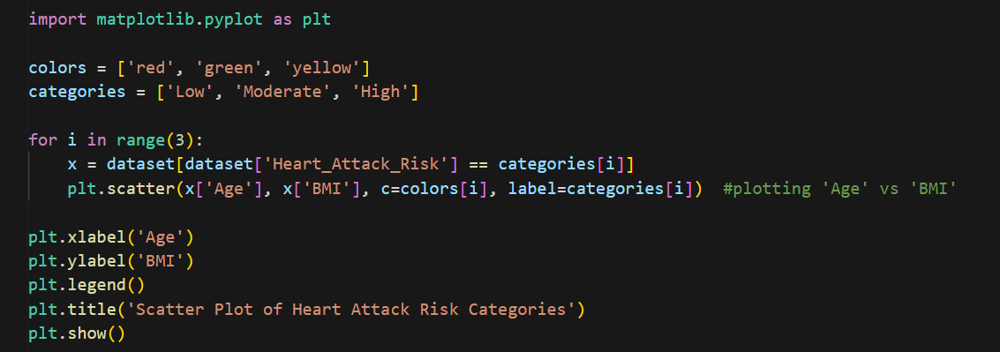 import matplotlib.pyplot as plt
colors = ['red', 'green', 'yellow']
categories = ['Low', 'Moderate', 'High']
for i in range(3):
    x = dataset[dataset['Heart_Attack_Risk'] == categories[i]]
    plt.scatter(x['Age'], x['BMI'], c=colors[i], label=categories[i])  #plotting 'Age' vs 'BMI'
plt.xlabel('Age')
plt.ylabel('BMI')
plt.legend()
plt.title('Scatter Plot of Heart Attack Risk Categories')
plt.show()